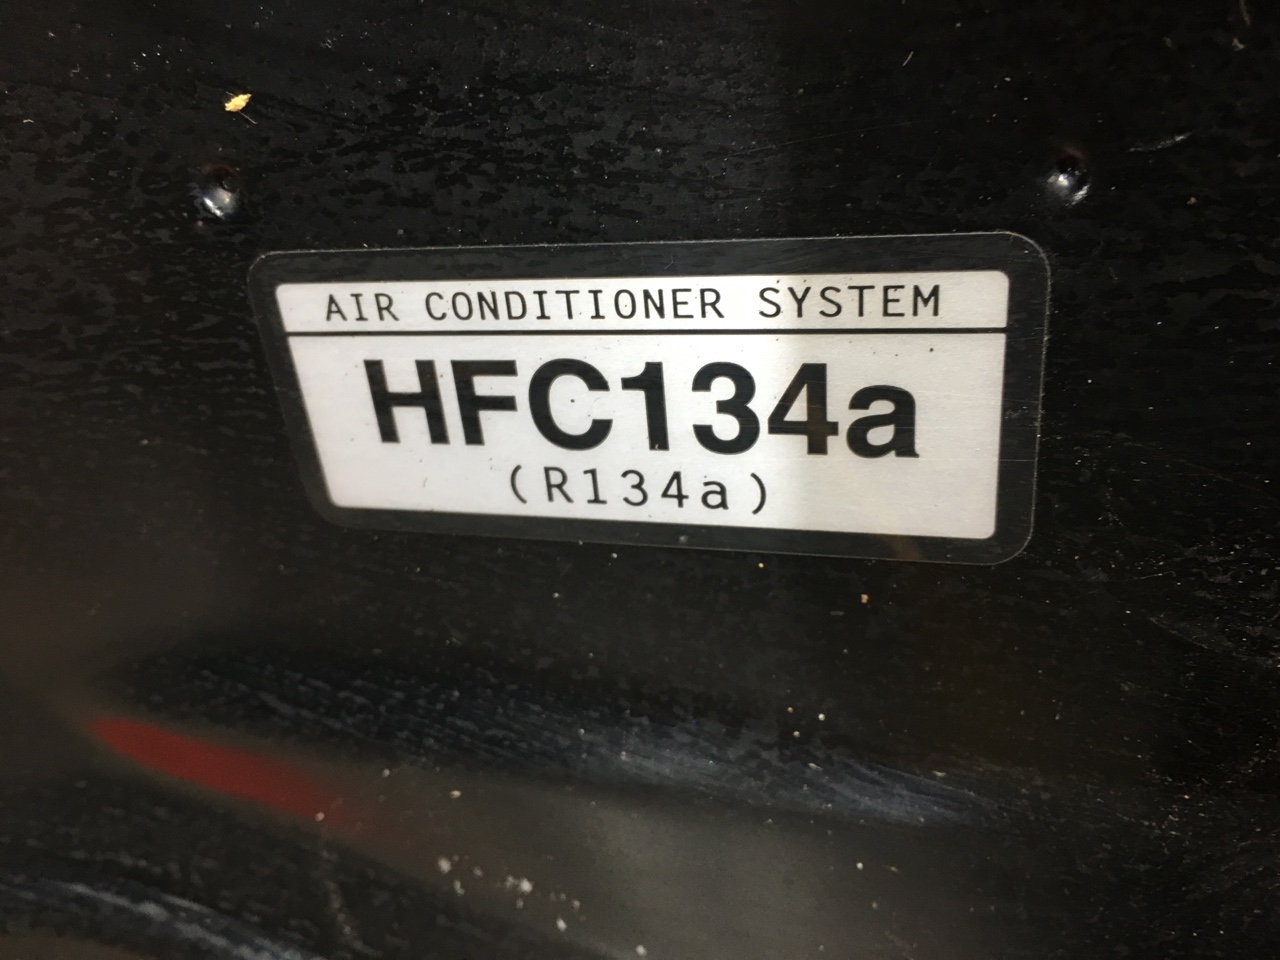 AIR CONDITIONER SYSTEM
HFC134a
(R134a)